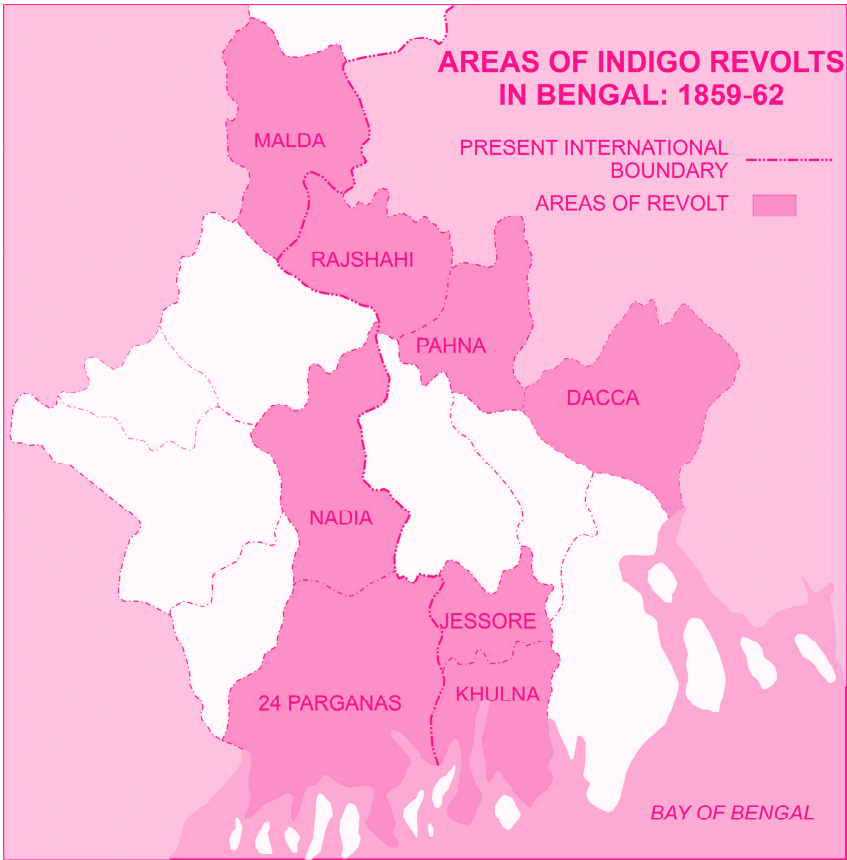 AREAS OF INDIGO REVOLTS
IN BENGAL: 1859-62
PRESENT INTERNATIONAL
BOUNDARY
AREAS OF REVOLT
MALDA
RAJSHAHI
PAHNA
DACCA
NADIA
JESSORE
24 PARGANAS
KHULNA
BAY OF BENGAL